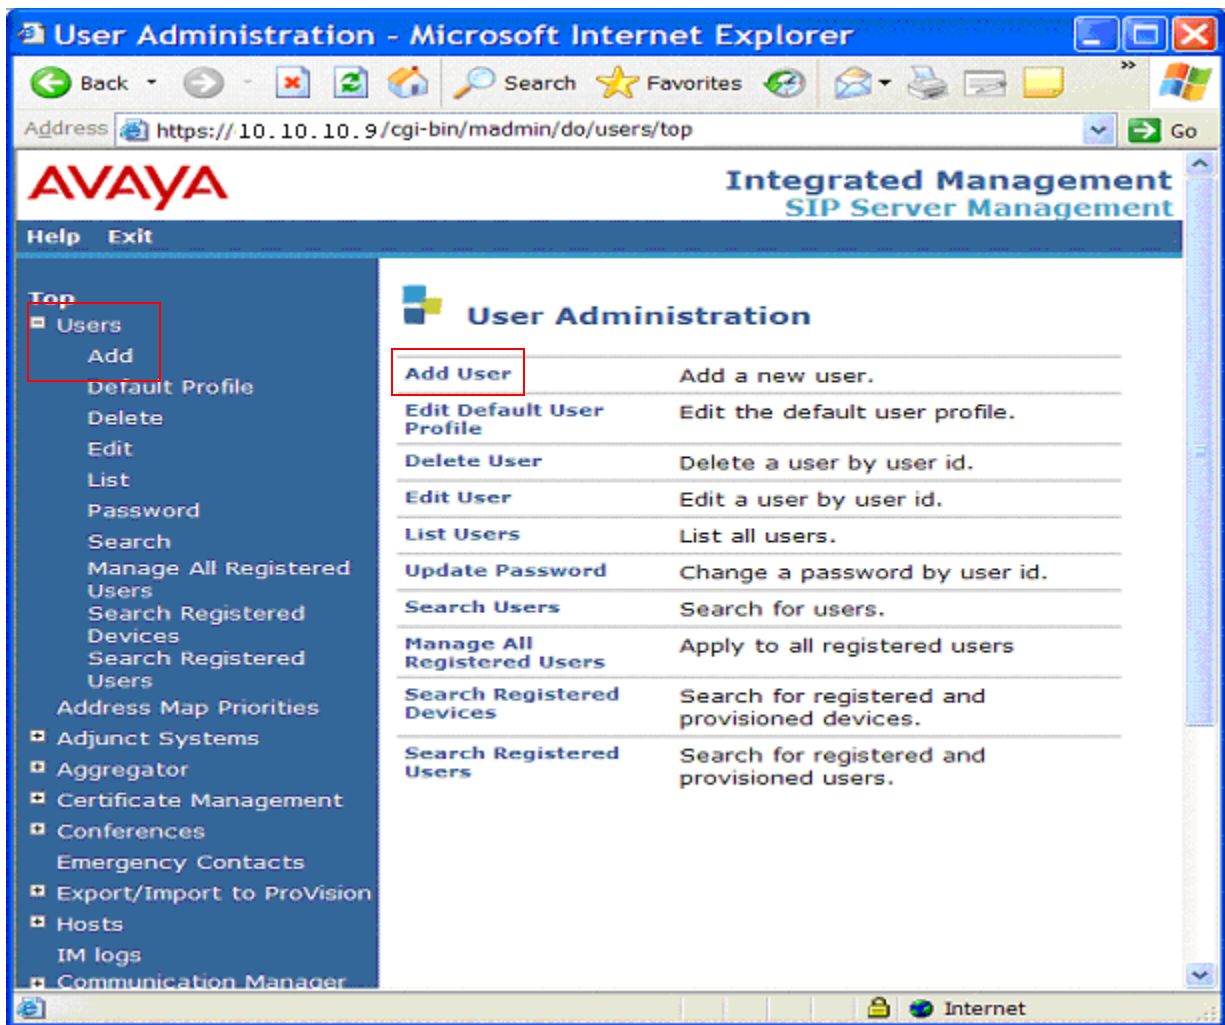 User Administration - Microsoft Internet Explorer
Back Search Favorites »
Address https://10.10.10.9/cgi-bin/madmin/do/users/top Go
AVAYA
Integrated Management
SIP Server Management
Help Exit
Top
Users
Add
Default Profile
Delete
Edit
List
Password
Search
Manage All Registered
Users
Search Registered
Devices
Search Registered
Users
Address Map Priorities
Adjunct Systems
Aggregator
Certificate Management
Conferences
Emergency Contacts
Export/Import to ProVision
Hosts
IM logs
Communication Manager
User Administration
Add User Add a new user.
Edit Default User Edit the default user profile.
Profile
Delete User Delete a user by user id.
Edit User Edit a user by user id.
List Users List all users.
Update Password Change a password by user id.
Search Users Search for users.
Manage All Apply to all registered users
Registered Users
Search Registered Search for registered and
Devices provisioned devices.
Search Registered Search for registered and
Users provisioned users.
Internet